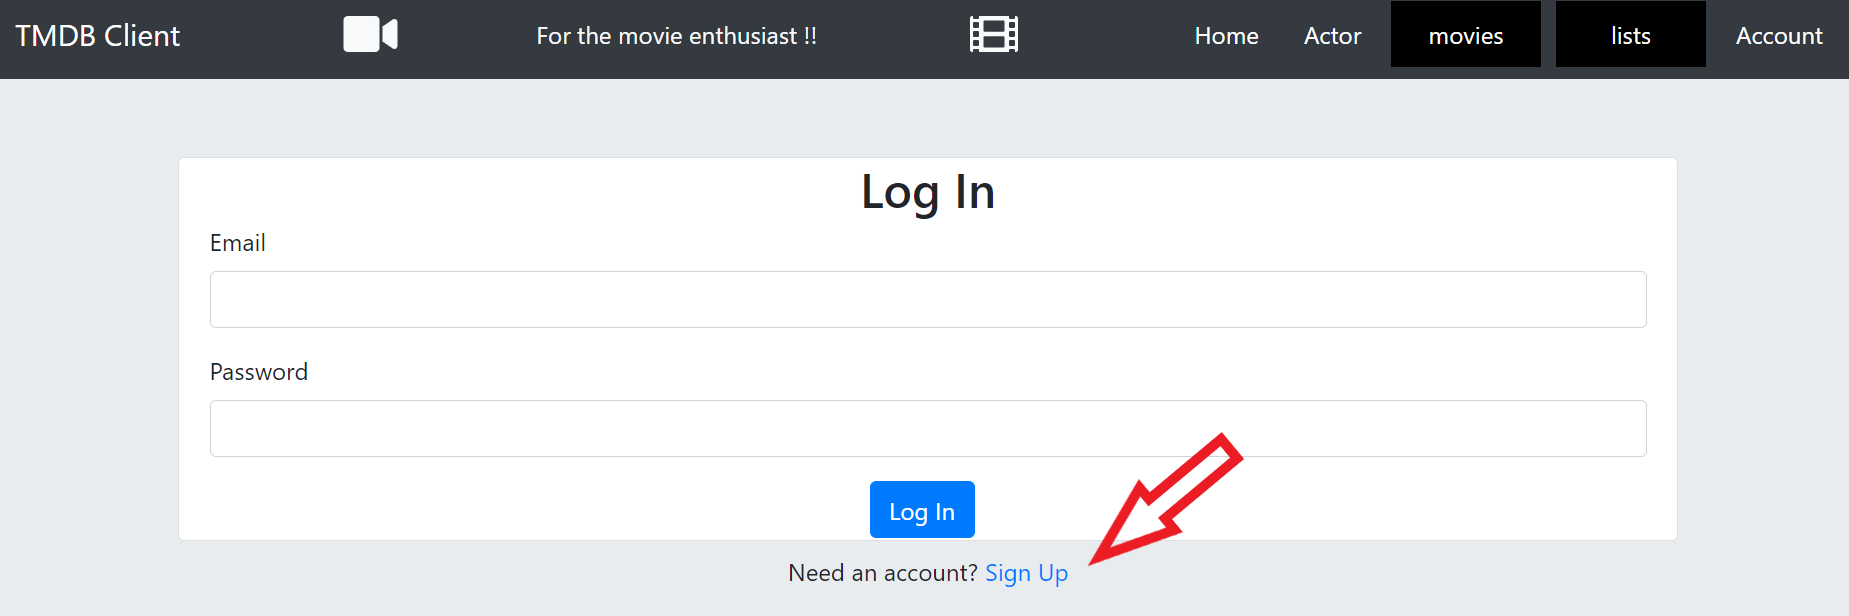 TMDB Client For the movie enthusiast !! Home Actor movies lists Account
Log In
Email
Password
Log In
Need an account? Sign Up